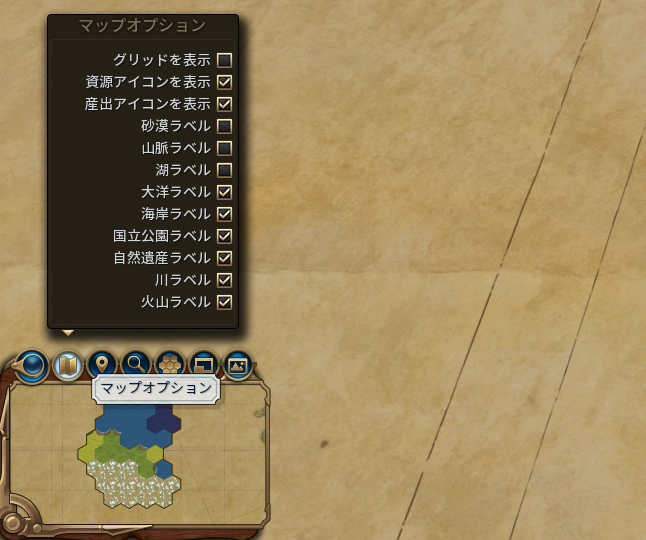 マップオプション
グリッドを表示
資源アイコンを表示
産出アイコンを表示
砂漠ラベル
山脈ラベル
湖ラベル
大洋ラベル
海岸ラベル
国立公園ラベル
自然遺産ラベル
川ラベル
火山ラベル
マップオプション